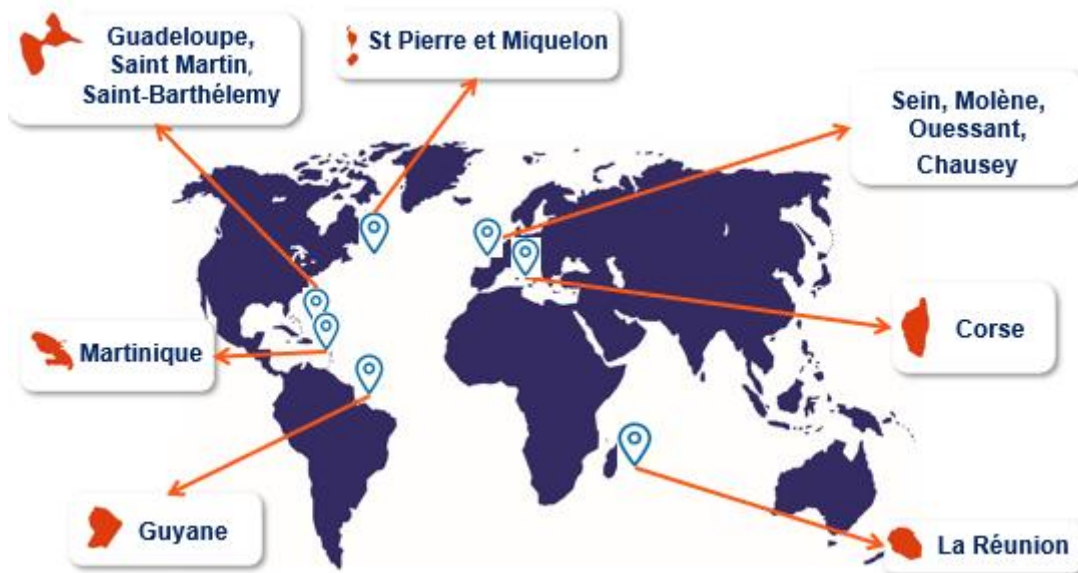 Guadeloupe,
Saint Martin,
Saint-Barthélemy
St Pierre et Miquelon
Sein, Molène,
Ouessant,
Chausey
Martinique
Corse
Guyane
La Réunion